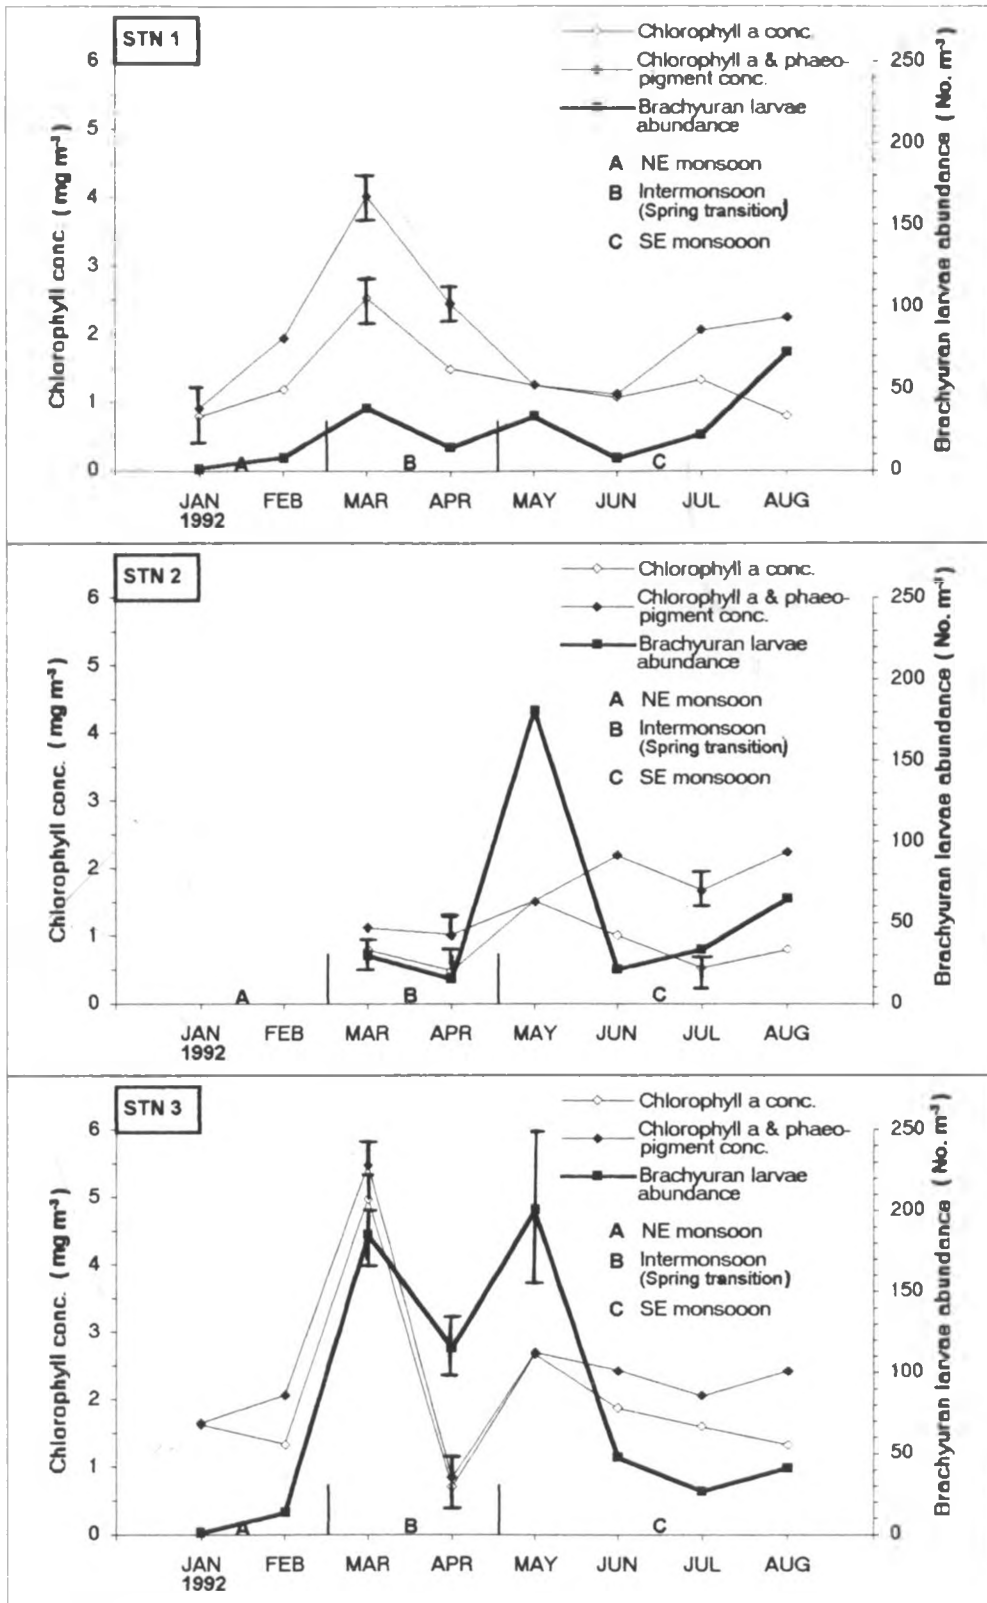 STN 1
Chlorophyll a conc.
Chlorophyll a & phaeo-
pigment conc.
Brachyuran larvae
abundance
A NE monsoon
B Intermonsoon
(Spring transition)
C SE monsooon
Chlorophyll conc. (mg m-3)
6
5
4
3
2
1
0
Brachyuran larvae abundance (No. m-3)
250
200
150
100
50
0
A
B
C
JAN FEB MAR APR MAY JUN JUL AUG
1992
STN 2
Chlorophyll a conc.
Chlorophyll a & phaeo-
pigment conc.
Brachyuran larvae
abundance
A NE monsoon
B Intermonsoon
(Spring transition)
C SE monsooon
Chlorophyll conc. (mg m-3)
6
5
4
3
2
1
0
Brachyuran larvae abundance (No. m-3)
250
200
150
100
50
0
A
B
C
JAN FEB MAR APR MAY JUN JUL AUG
1992
STN 3
Chlorophyll a conc.
Chlorophyll a & phaeo-
pigment conc.
Brachyuran larvae
abundance
A NE monsoon
B Intermonsoon
(Spring transition)
C SE monsooon
Chlorophyll conc. (mg m-3)
6
5
4
3
2
1
0
Brachyuran larvae abundance (No. m-3)
250
200
150
100
50
0
A
B
C
JAN FEB MAR APR MAY JUN JUL AUG
1992